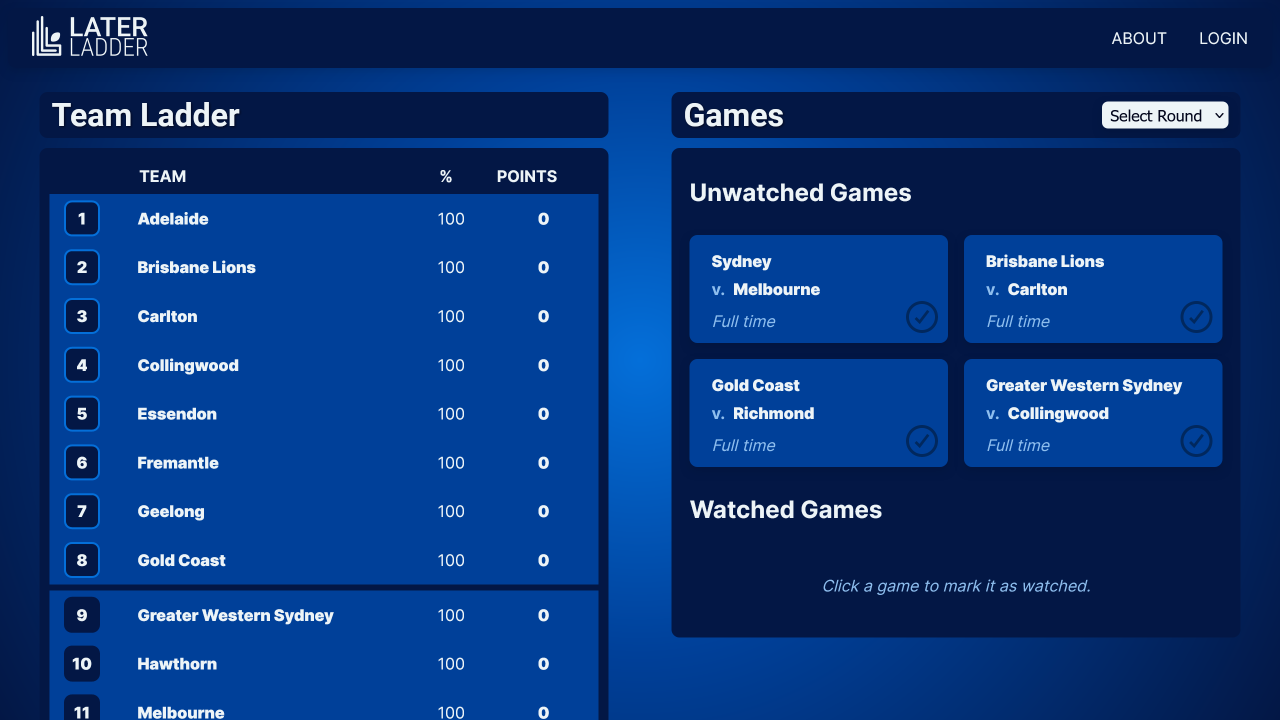 LATER
LADDER
ABOUT
LOGIN
Team Ladder
TEAM % POINTS
1 Adelaide 100 0
2 Brisbane Lions 100 0
3 Carlton 100 0
4 Collingwood 100 0
5 Essendon 100 0
6 Fremantle 100 0
7 Geelong 100 0
8 Gold Coast 100 0
9 Greater Western Sydney 100 0
10 Hawthorn 100 0
11 Melbourne 100 0
Games
Select Round
Unwatched Games
Sydney
v. Melbourne
Full time
Brisbane Lions
v. Carlton
Full time
Gold Coast
v. Richmond
Full time
Greater Western Sydney
v. Collingwood
Full time
Watched Games
Click a game to mark it as watched.